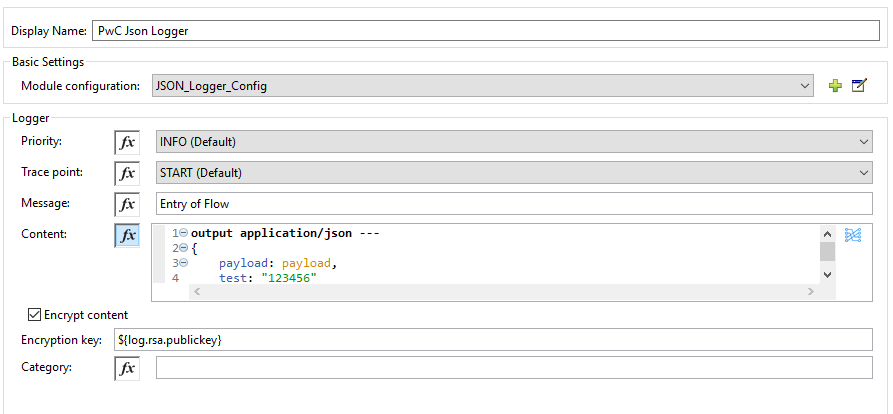 Display Name: PwC Json Logger
Basic Settings
Module configuration: JSON_Logger_Config
Logger
Priority: fx INFO (Default)
Trace point: fx START (Default)
Message: fx Entry of Flow
Content: fx
1 output application/json ---
2 {
3 payload: payload,
4 test: "123456"
Encrypt content
Encryption key: ${log.rsa.publickey}
Category: fx